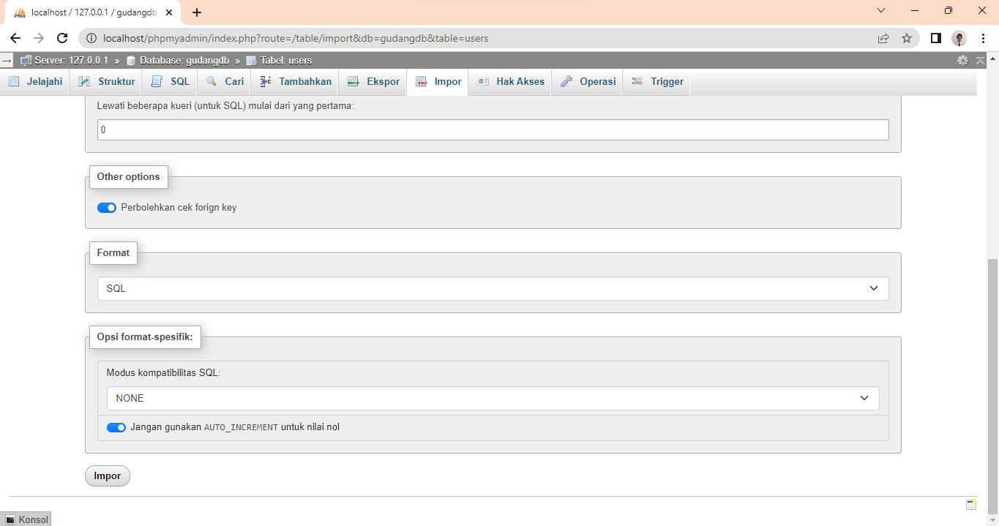 PMA
localhost / 127.0.0.1 / gudangdb
localhost/phpmyadmin/index.php?route=/table/import&db=gudangdb&table=users
Server: 127.0.0.1 » Database: gudangdb » Tabel: users
Jelajahi Struktur SQL Cari Tambahkan Ekspor Impor Hak Akses Operasi Trigger
Lewati beberapa kueri (untuk SQL) mulai dari yang pertama:
0
Other options
Perbolehkan cek forign key
Format
SQL
Opsi format-spesifik:
Modus kompatibilitas SQL:
NONE
Jangan gunakan AUTO_INCREMENT untuk nilai nol
Impor
Konsol